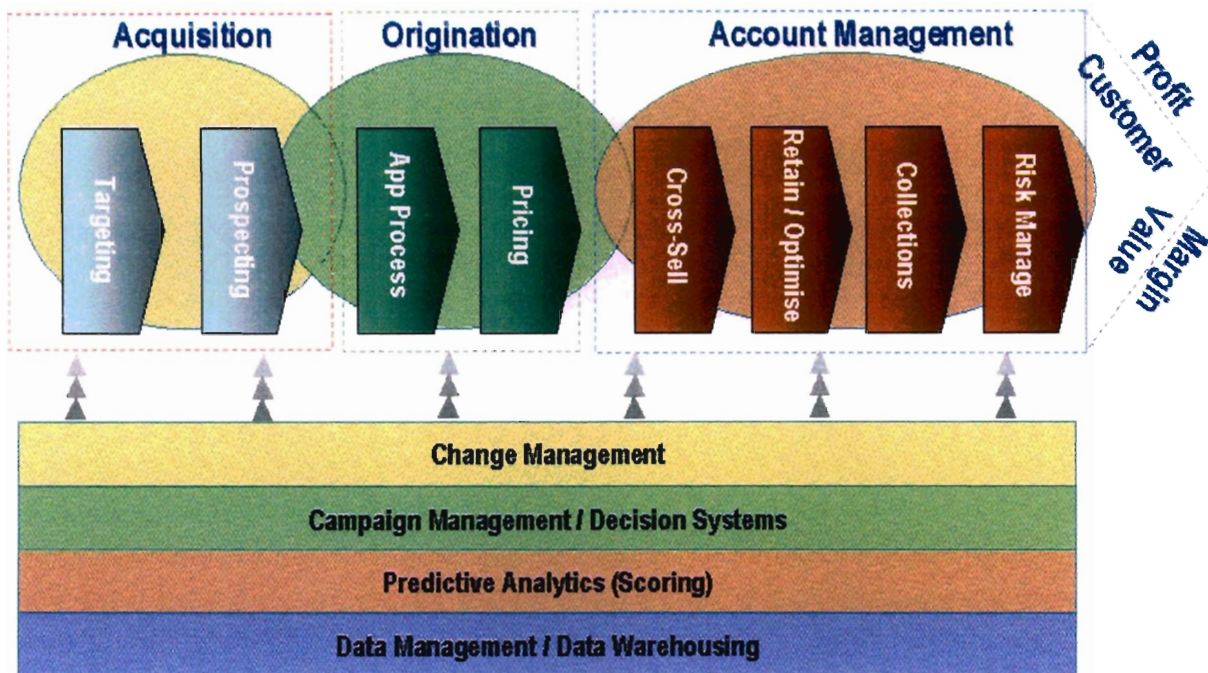 Acquisition
Origination
Account Management
Profit
Customer
Value
Margin
Targeting
Prospecting
App Process
Pricing
Cross-Sell
Retain / Optimise
Collections
Risk Manage
Change Management
Campaign Management / Decision Systems
Predictive Analytics (Scoring)
Data Management / Data Warehousing